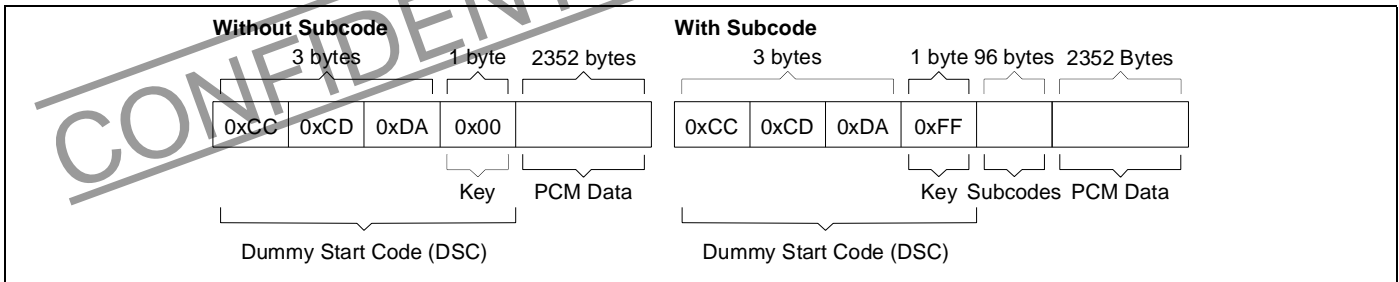 Without Subcode
3 bytes 1 byte 2352 bytes
0xCC 0xCD 0xDA 0x00
Key PCM Data
Dummy Start Code (DSC)
With Subcode
3 bytes 1 byte 96 bytes 2352 Bytes
0xCC 0xCD 0xDA 0xFF
Key Subcodes PCM Data
Dummy Start Code (DSC)